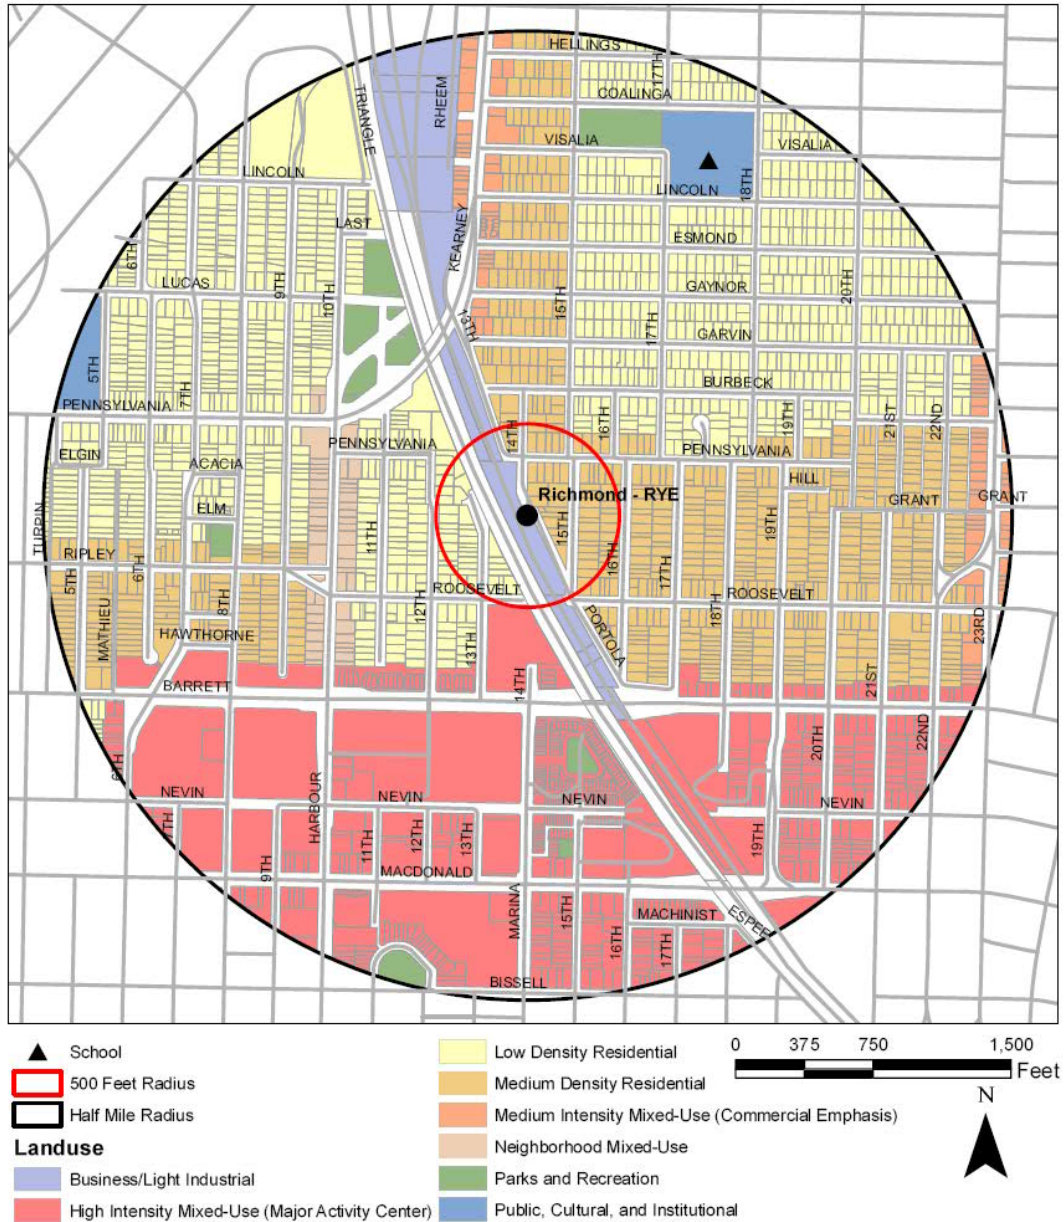 HELLINGS
17TH
COALINGA
TRIANGLE
RHEEM
VISALIA
VISALIA
LINCOLN
LINCOLN
18TH
LAST
KEARNEY
ESMOND
6TH
LUCAS
9TH
10TH
GAYNOR
20TH
15TH
13TH
17TH
GARVIN
5TH
7TH
BURBECK
PENNSYLVANIA
14TH
16TH
19TH
21ST
22ND
PENNSYLVANIA
PENNSYLVANIA
ELGIN
ACACIA
HILL
ELM
Richmond - RYE
GRANT
GRANT
TURPIN
11TH
15TH
19TH
RIPLEY
5TH
6TH
16TH
17TH
ROOSEVELT
ROOSEVELT
MATHIEU
8TH
12TH
18TH
23RD
HAWTHORNE
13TH
PORTOLA
BARRETT
14TH
21ST
6TH
20TH
22ND
NEVIN
HARBOUR
NEVIN
NEVIN
NEVIN
7TH
11TH
12TH
13TH
19TH
9TH
MACDONALD
MARINA
15TH
16TH
MACHINIST
ESPEE
17TH
BISSELL
School
500 Feet Radius
Half Mile Radius
Landuse
Business/Light Industrial
High Intensity Mixed-Use (Major Activity Center)
Low Density Residential
Medium Density Residential
Medium Intensity Mixed-Use (Commercial Emphasis)
Neighborhood Mixed-Use
Parks and Recreation
Public, Cultural, and Institutional
0 375 750 1,500
Feet
N